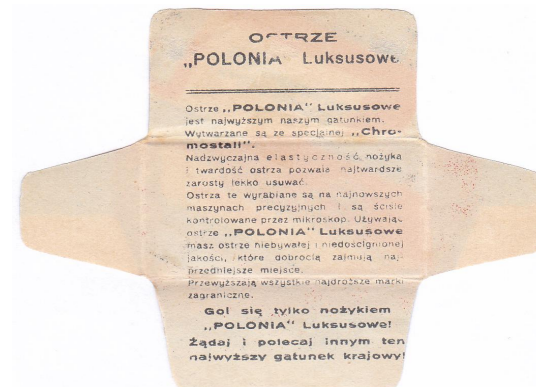 OSTRZE
„POLONIA" Luksusowe
Ostrze „POLONIA" Luksusowe
jest najwyższym naszym gatunkiem.
Wytwarzane są ze specjalnej „Chro-
mostali".
Nadzwyczajna elastyczność nożyka
i twardość ostrza pozwala najtwardsze
zarosty lekko usuwać.
Ostrza te wyrabiane są na najnowszych
maszynach precyzyjnych i są ściśle
kontrolowane przez mikroskop. Używając
ostrze „POLONIA" Luksusowe
masz ostrze niebywałej i niedoścignionej
jakości, które dobrocią zajmują naj-
przedniejsze miejsce.
Przewyższają wszystkie najdroższe marki
zagraniczne.
Gol się tylko nożykiem
„POLONIA" Luksusowe!
Żądaj i polecaj innym ten
najwyższy gatunek krajowy!